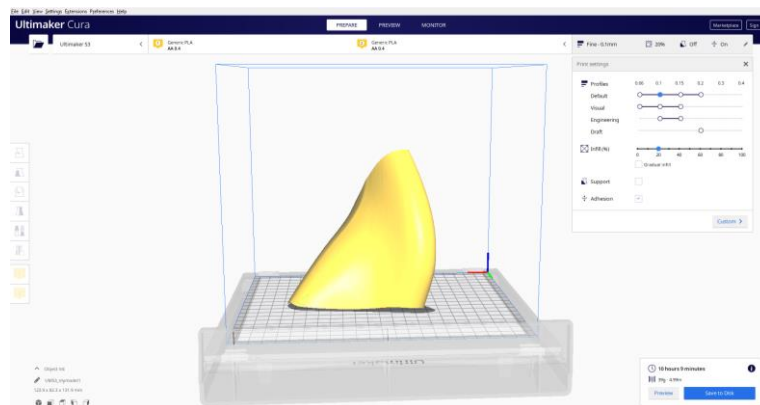 File Edit View Settings Extensions Preferences Help
Ultimaker Cura
PREPARE PREVIEW MONITOR
Marketplace Sign
Ultimaker S3
Generic PLA
AA 0.4
Generic PLA
AA 0.4
Fine - 0.1mm
20%
Off
On
Print settings
Profiles 0.06 0.1 0.15 0.2 0.3 0.4
Default
Visual
Engineering
Draft
Infill (%)
0 20 40 60 80 100
Gradual infill
Support
Adhesion
Custom
Ultimaker
Object list
10 hours 9 minutes
Preview Save to Disk